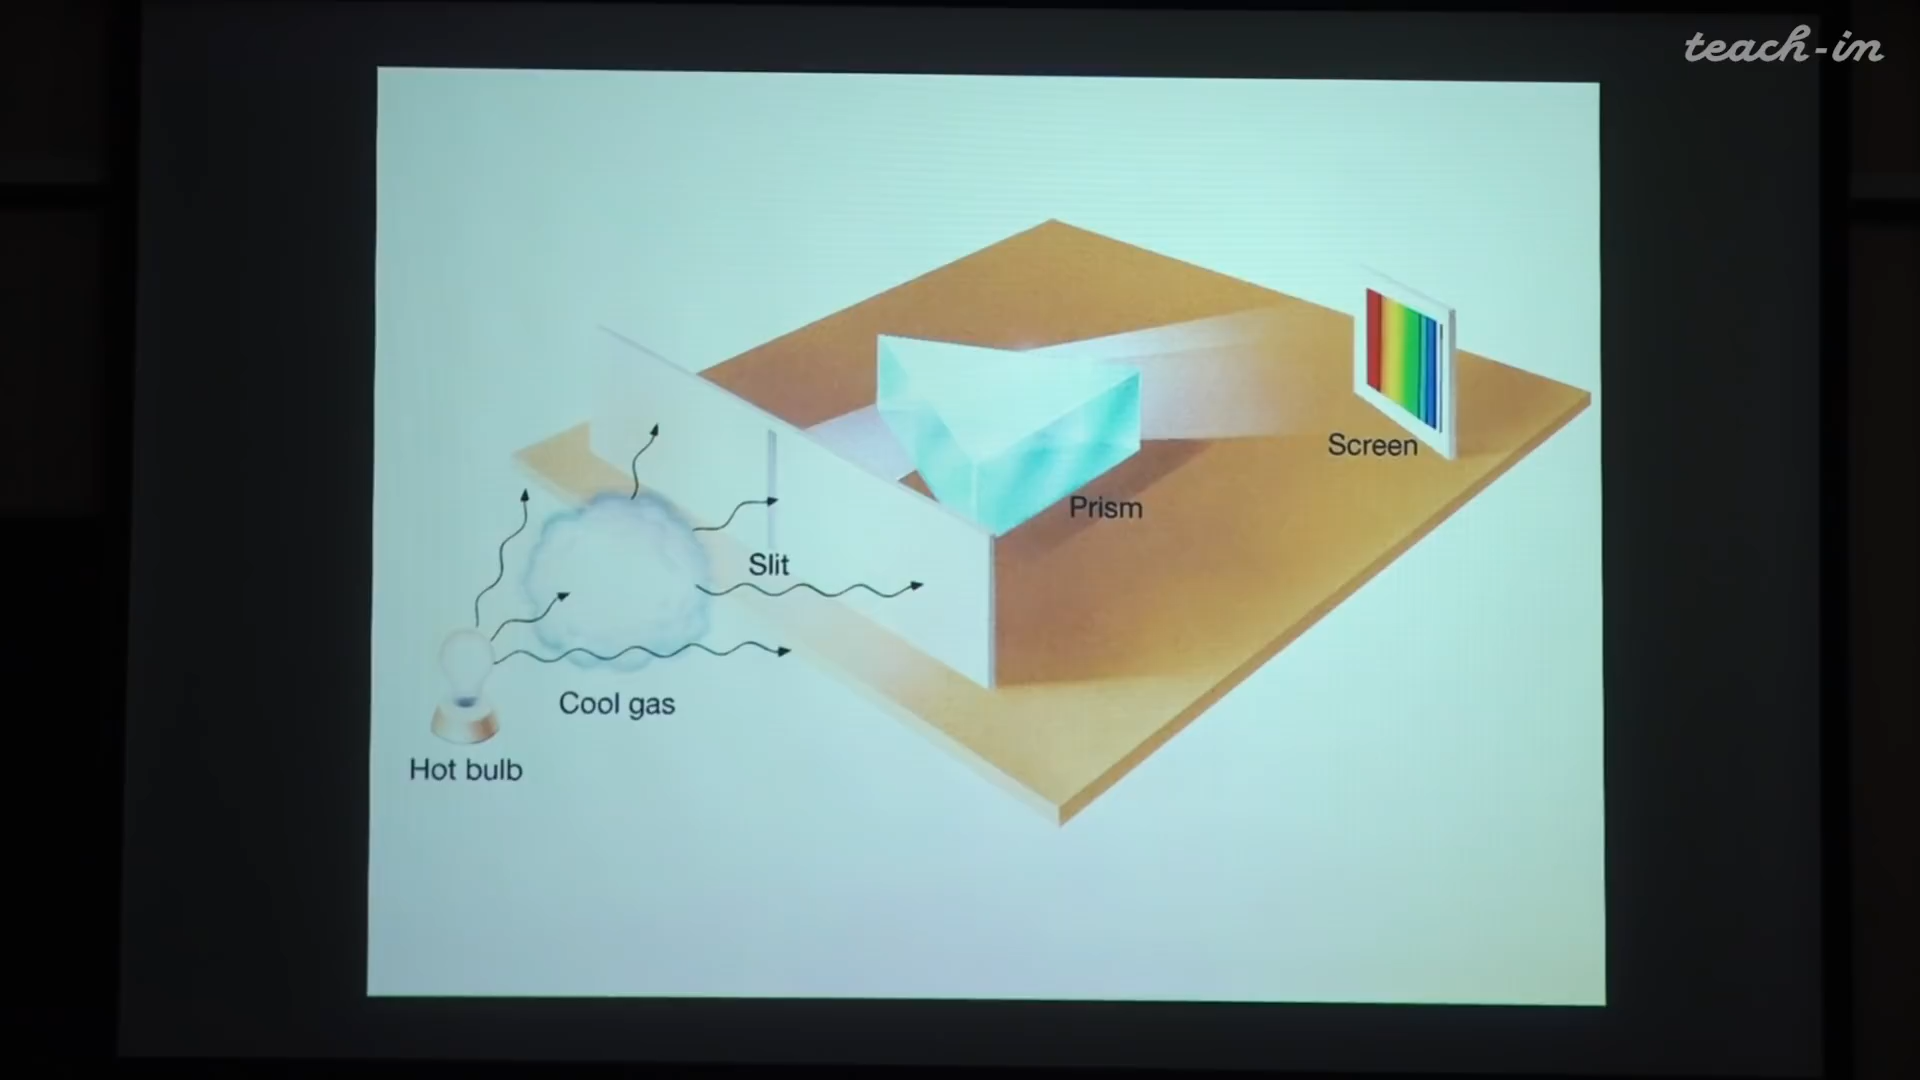 teach-in
Screen
Prism
Slit
Cool gas
Hot bulb